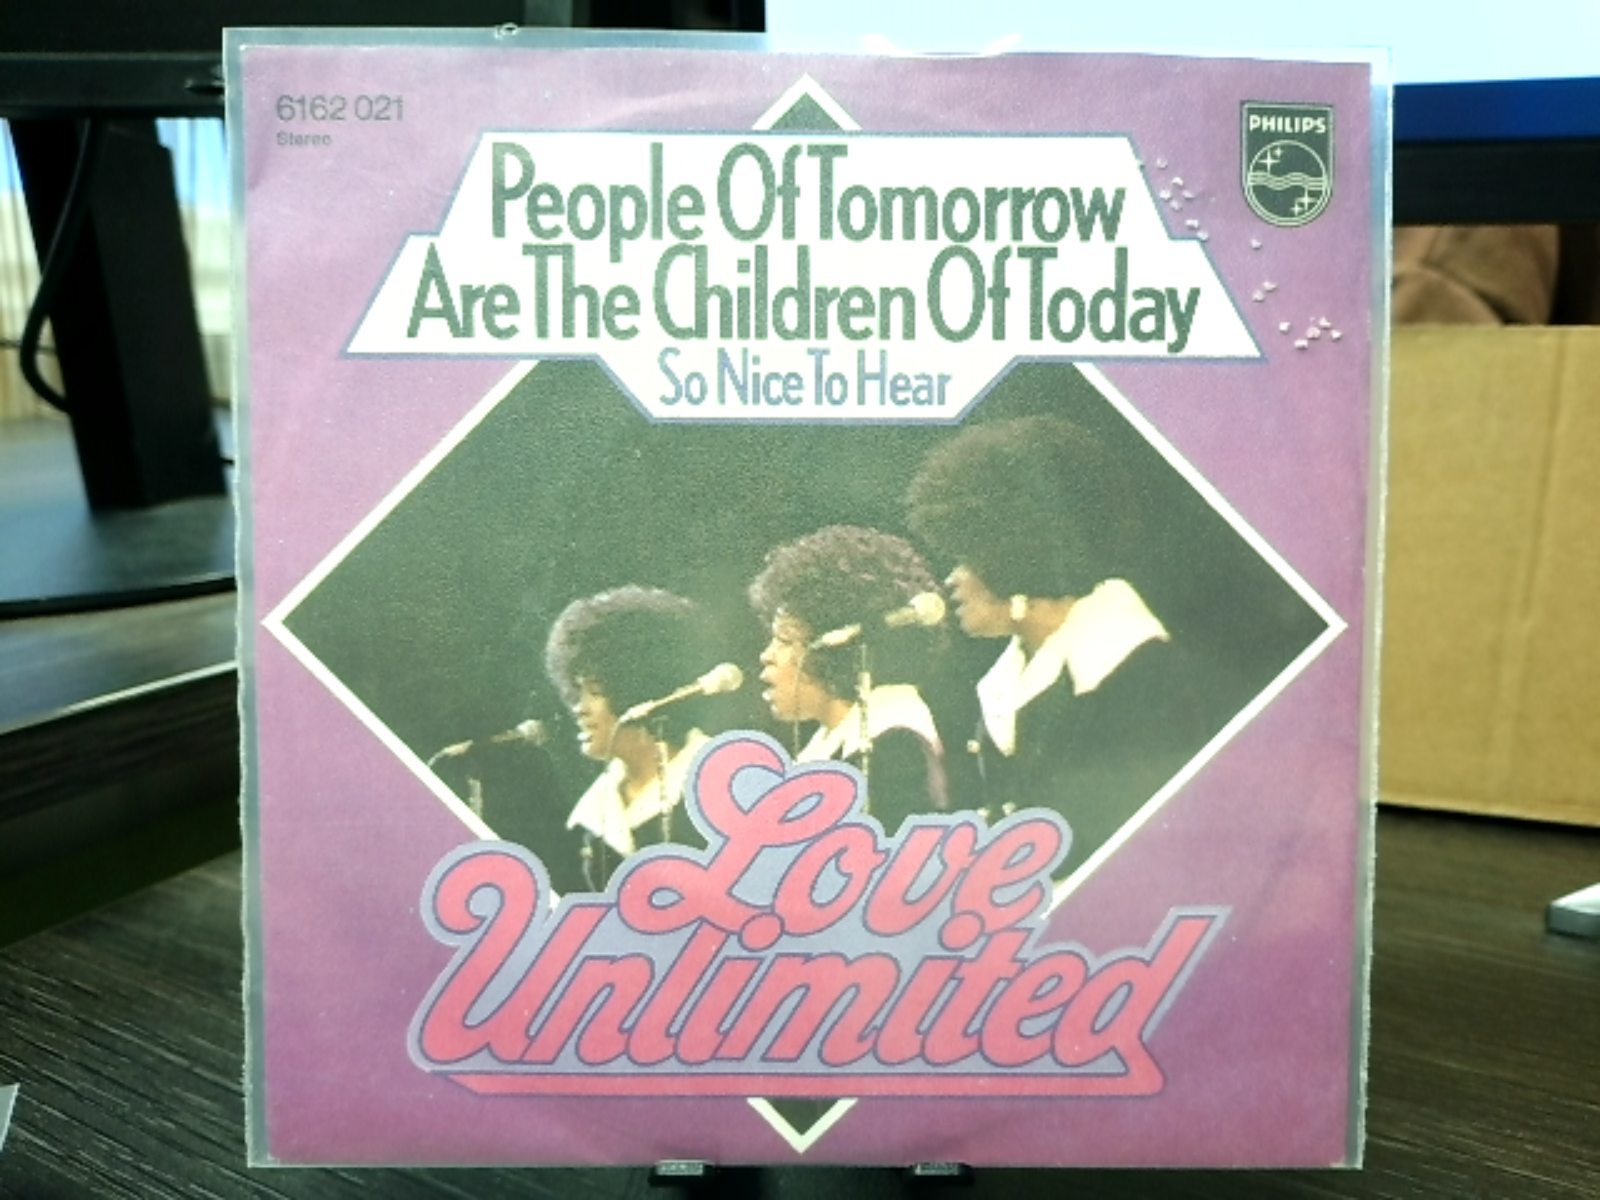 6162 021
Stereo
PHILIPS
People Of Tomorrow
Are The Children Of Today
So Nice To Hear
Love
Unlimited